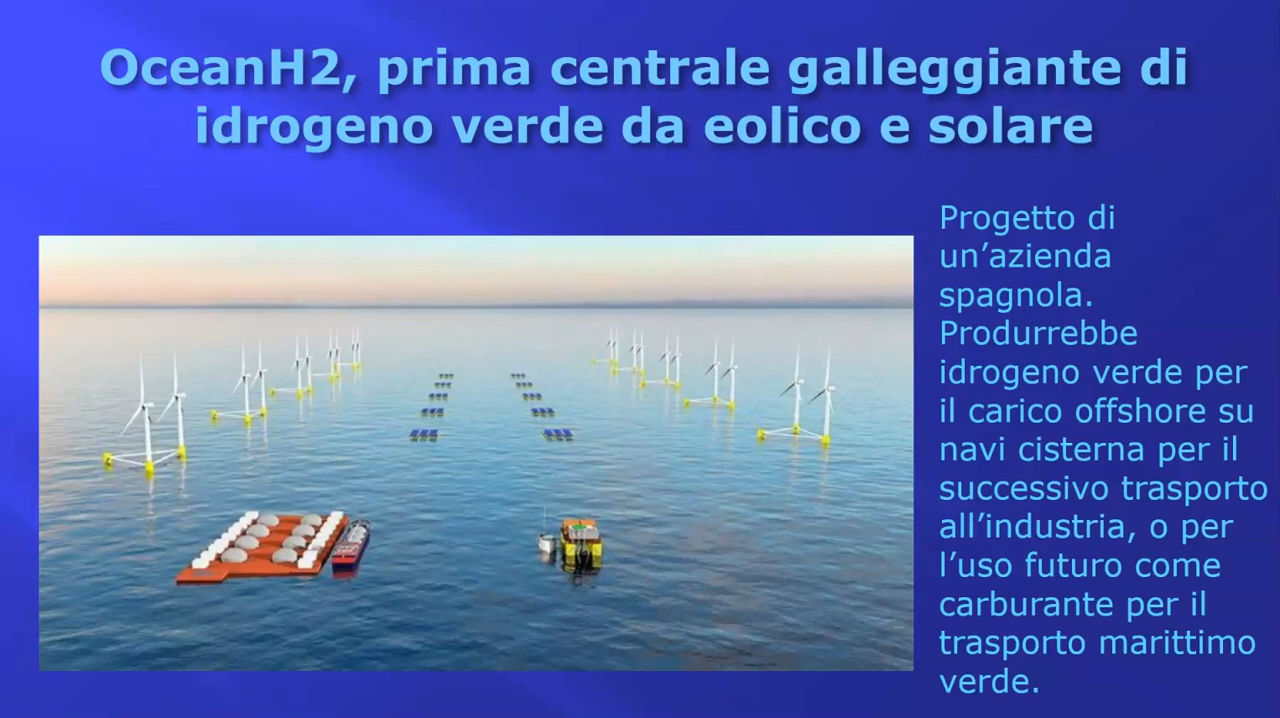 OceanH2, prima centrale galleggiante di
idrogeno verde da eolico e solare
Progetto di
un’azienda
spagnola.
Produrrebbe
idrogeno verde per
il carico offshore su
navi cisterna per il
successivo trasporto
all’industria, o per
l’uso futuro come
carburante per il
trasporto marittimo
verde.